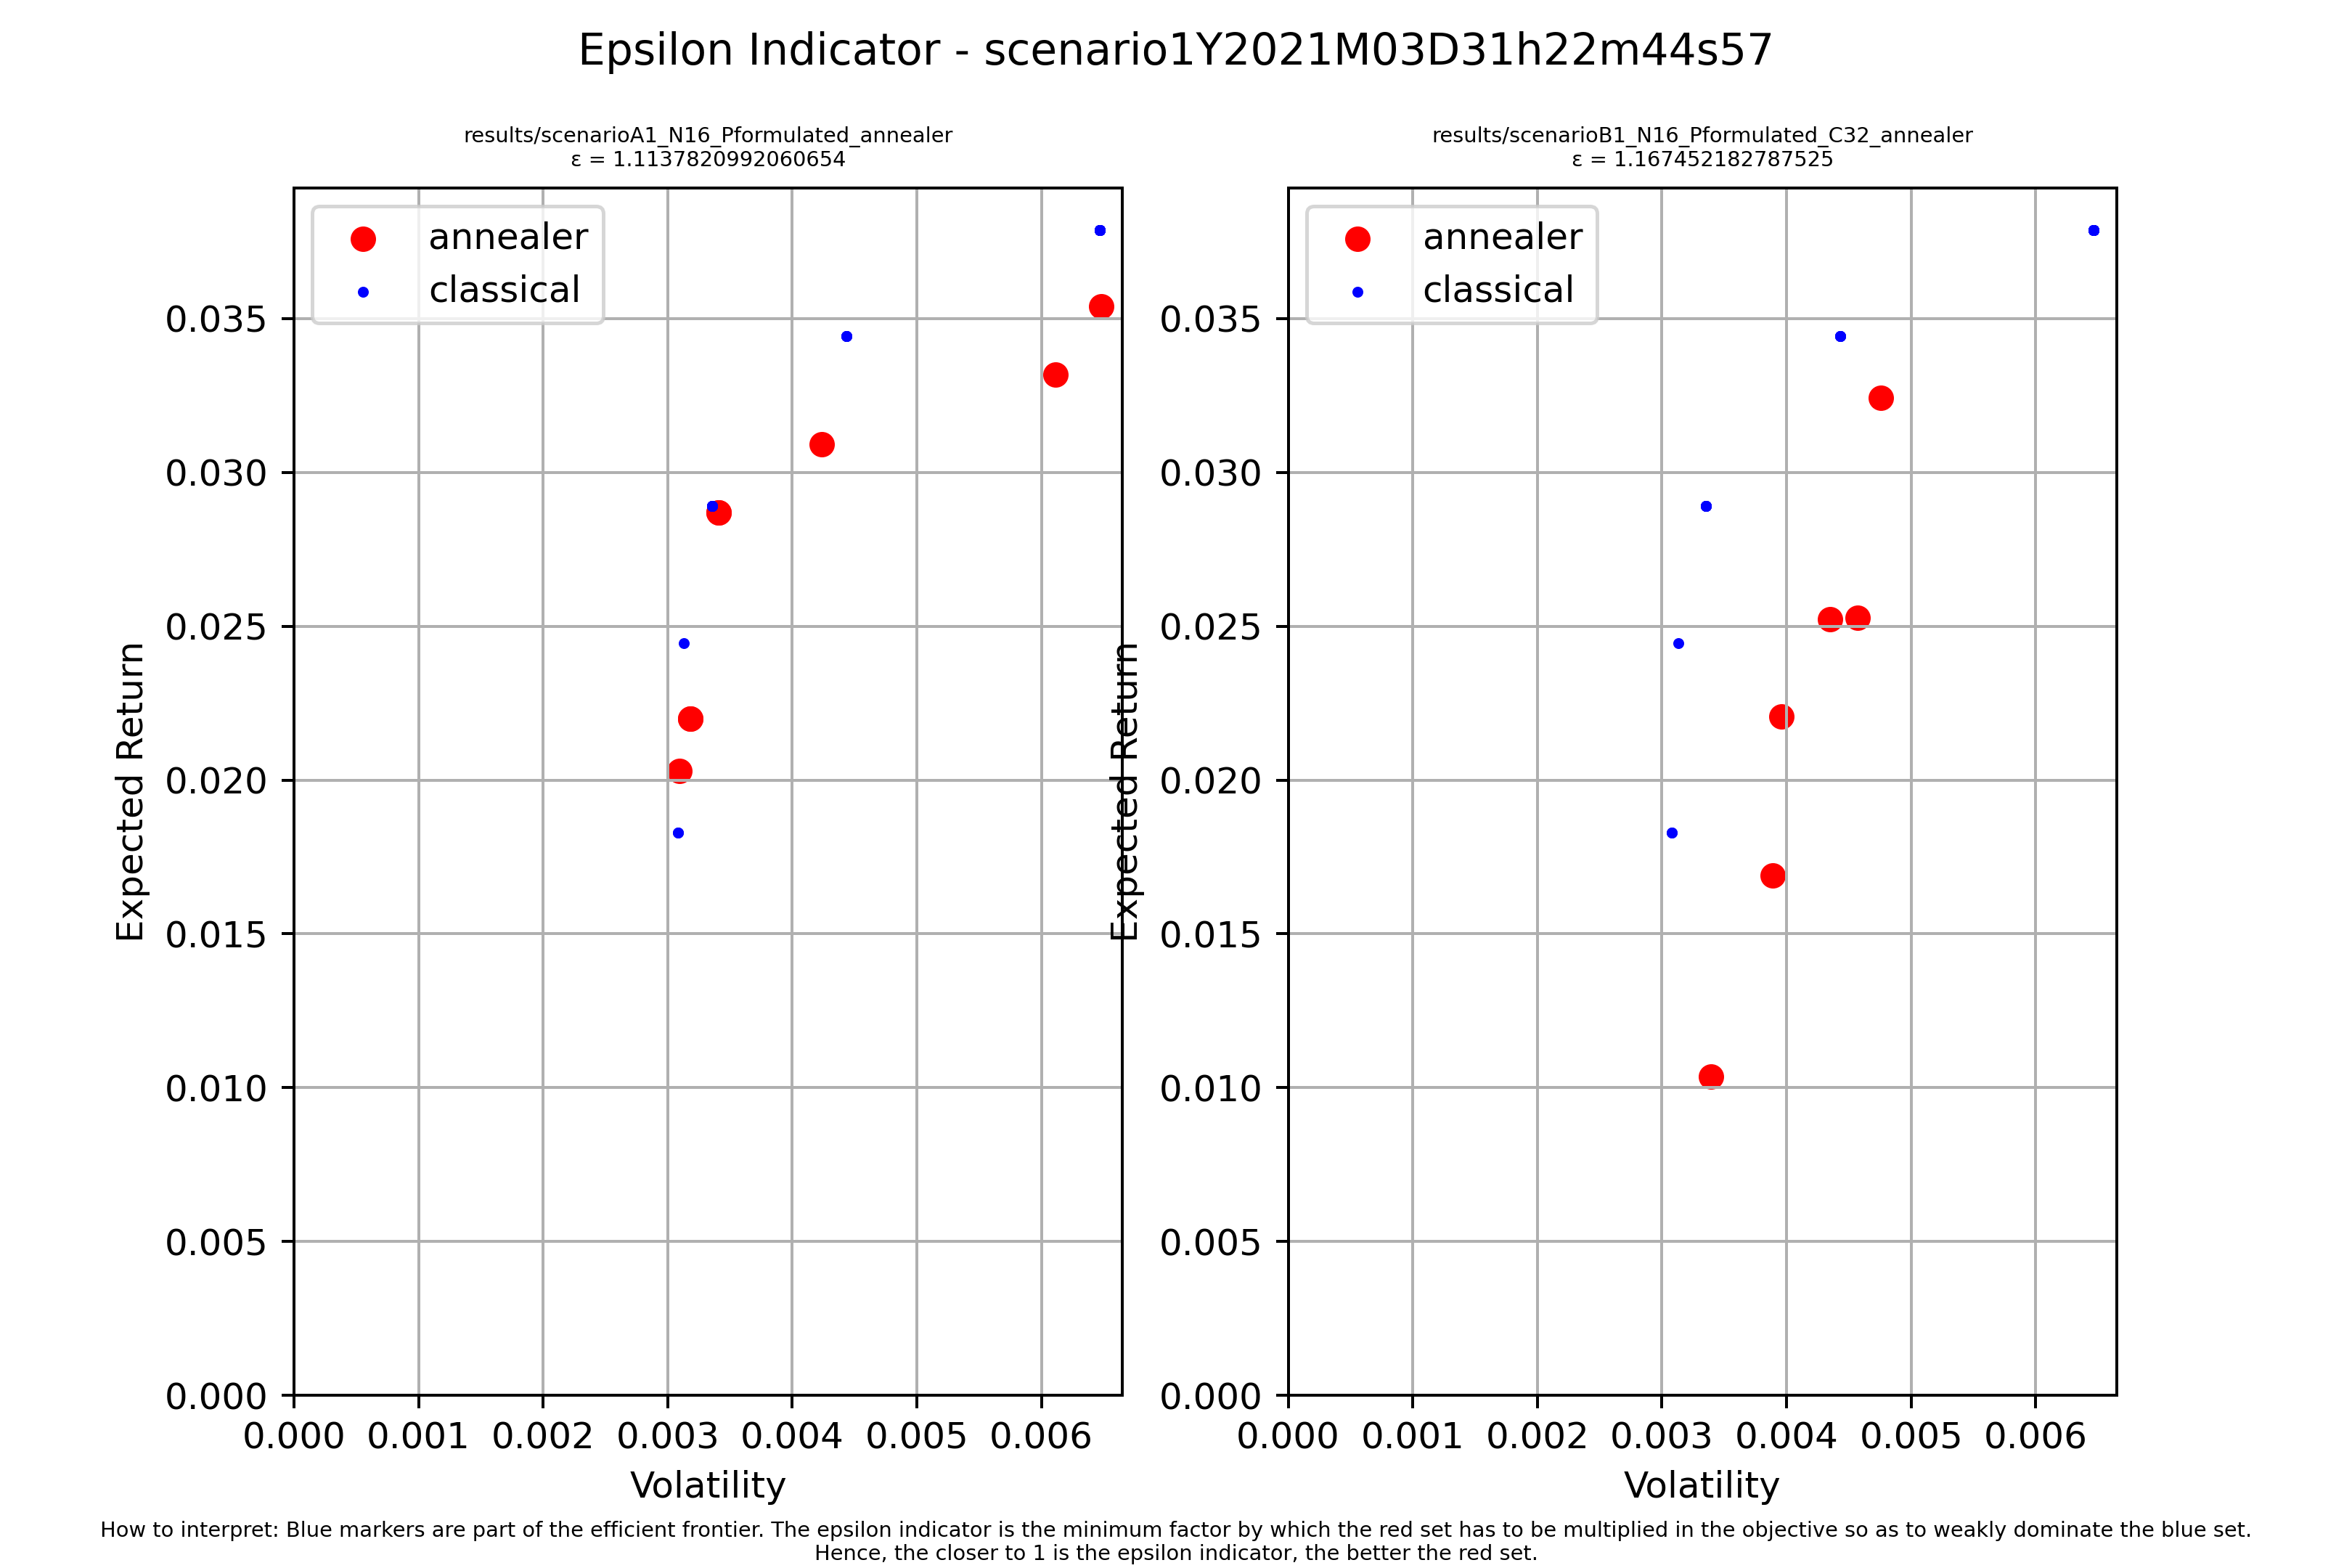 Epsilon Indicator - scenario1Y2021M03D31h22m44s57
results/scenarioA1_N16_Pformulated_annealer
ε = 1.1137820992060654
annealer
classical
0.035
0.030
0.025
0.020
0.015
0.010
0.005
0.000
Expected Return
0.000 0.001 0.002 0.003 0.004 0.005 0.006
Volatility
results/scenarioB1_N16_Pformulated_C32_annealer
ε = 1.167452182787525
annealer
classical
0.035
0.030
0.025
0.020
0.015
0.010
0.005
0.000
Expected Return
0.000 0.001 0.002 0.003 0.004 0.005 0.006
Volatility
How to interpret: Blue markers are part of the efficient frontier. The epsilon indicator is the minimum factor by which the red set has to be multiplied in the objective so as to weakly dominate the blue set.
Hence, the closer to 1 is the epsilon indicator, the better the red set.